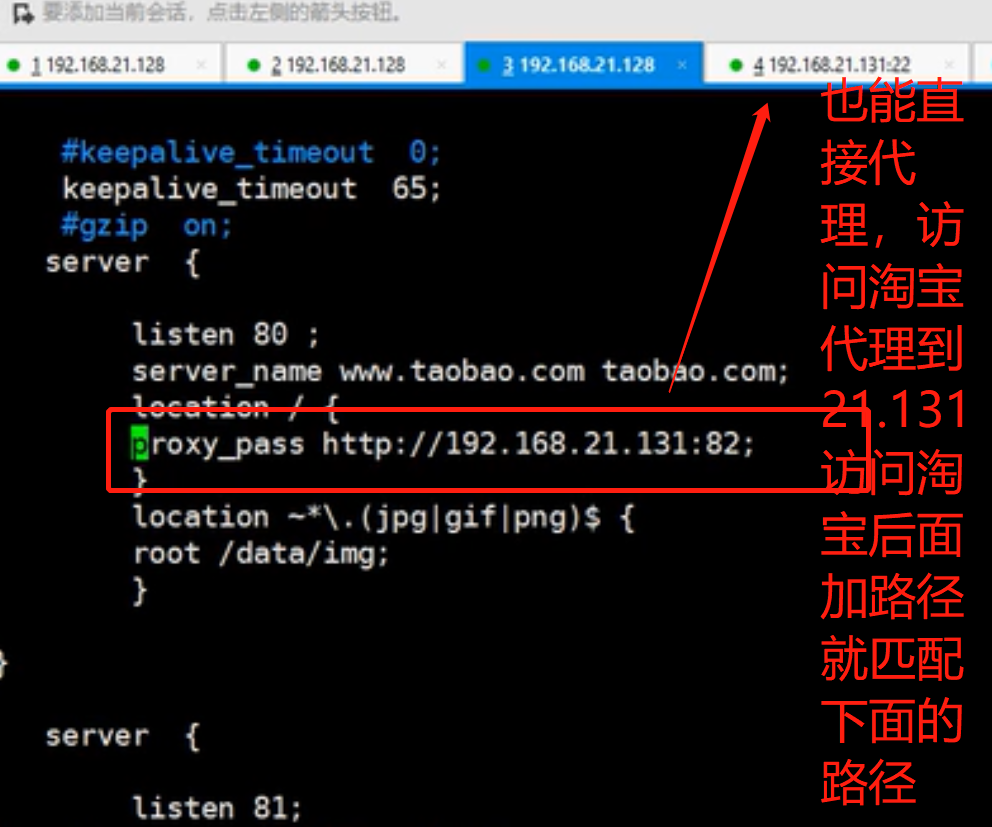 要添加当前会话，点击左侧的箭头按钮。
1 192.168.21.128 × 2 192.168.21.128 × 3 192.168.21.128 × 4 192.168.21.131:22 ×
#keepalive_timeout 0;
keepalive_timeout 65;
#gzip on;
server {
listen 80 ;
server_name www.taobao.com taobao.com;
location / {
proxy_pass http://192.168.21.131:82;
}
location ~*\.(jpg|gif|png)$ {
root /data/img;
}
}
server {
listen 81;
也能直
接代
理，访
问淘宝
代理到
21.131
访问淘
宝后面
加路径
就匹配
下面的
路径